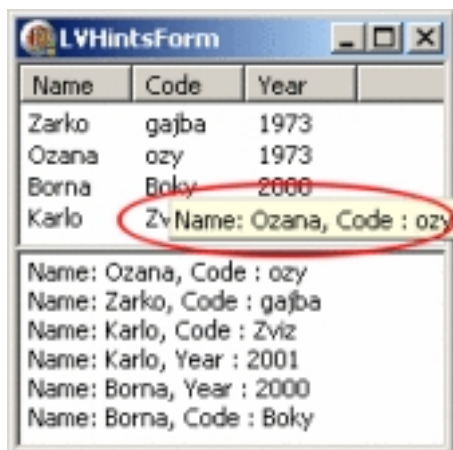 LVHintsForm
Name Code Year
Zarko gajba 1973
Ozana ozy 1973
Borna Boky 2000
Karlo Zv
Name: Ozana, Code : ozy
Name: Ozana, Code : ozy
Name: Zarko, Code : gajba
Name: Karlo, Code : Zviz
Name: Karlo, Year : 2001
Name: Borna, Year : 2000
Name: Borna, Code : Boky